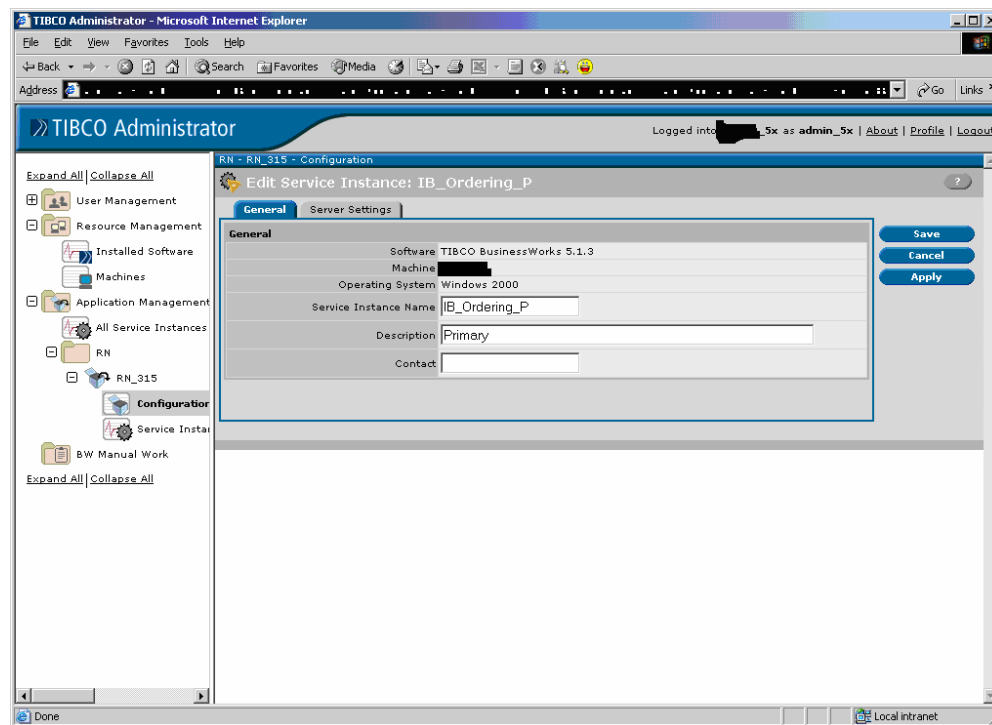 TIBCO Administrator - Microsoft Internet Explorer
File Edit View Favorites Tools Help
Back Search Favorites Media
Address Go Links
TIBCO Administrator
Logged into _5x as admin_5x | About | Profile | Logout
RN - RN_315 - Configuration
Expand All | Collapse All
User Management
Resource Management
Installed Software
Machines
Application Management
All Service Instances
RN
RN_315
Configuration
Service Instar
BW Manual Work
Expand All | Collapse All
Edit Service Instance: IB_Ordering_P
?
General Server Settings
General
Software TIBCO BusinessWorks 5.1.3
Machine
Operating System Windows 2000
Service Instance Name IB_Ordering_P
Description Primary
Contact
Save
Cancel
Apply
Done
Local intranet